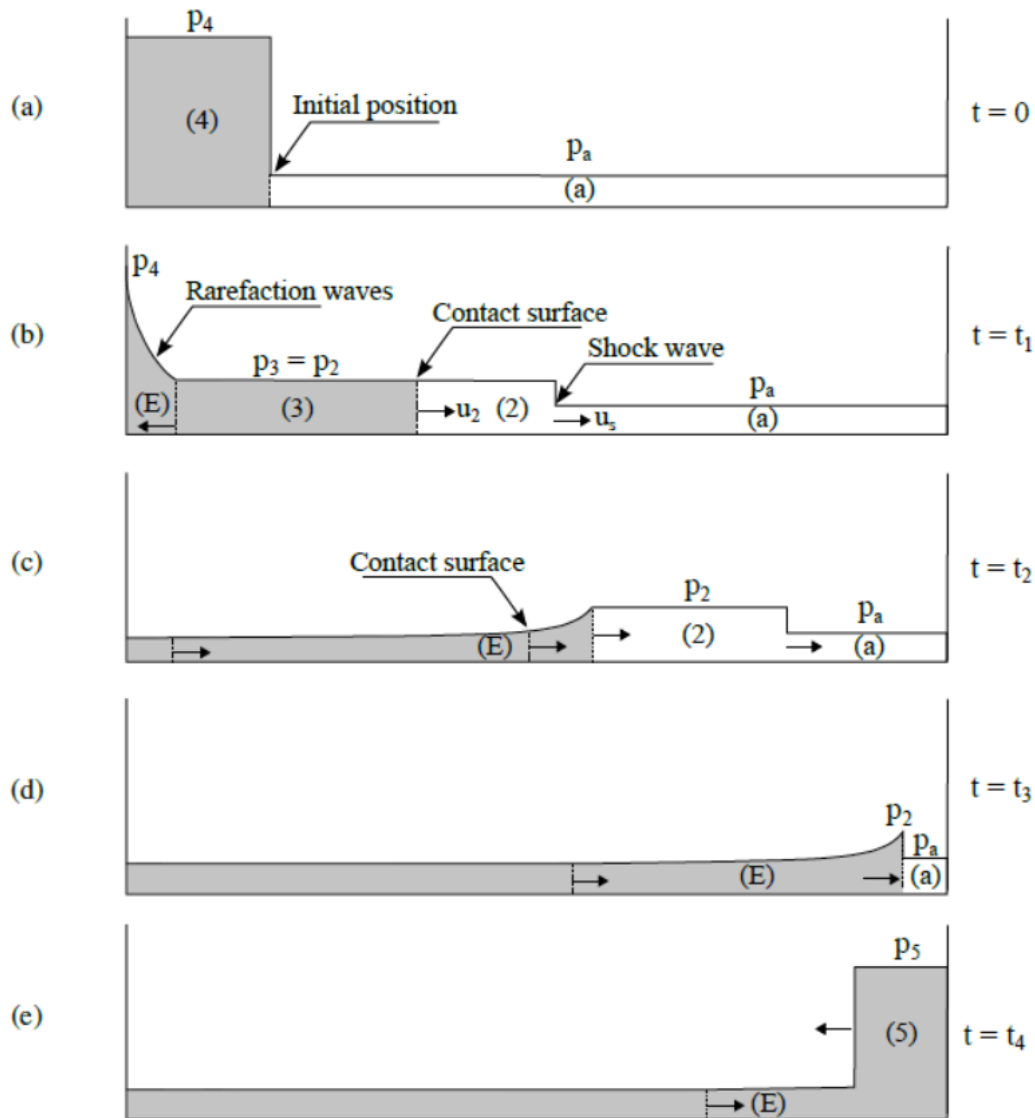 p4
(a)
(4)
Initial position
pa
(a)
t = 0
p4
Rarefaction waves
Contact surface
(b)
p3 = p2
Shock wave
pa
t = t1
(E)
(3)
u2
(2)
us
(a)
(c)
Contact surface
p2
pa
t = t2
(E)
(2)
(a)
(d)
p2
pa
t = t3
(E)
(a)
p5
(e)
(5)
t = t4
(E)